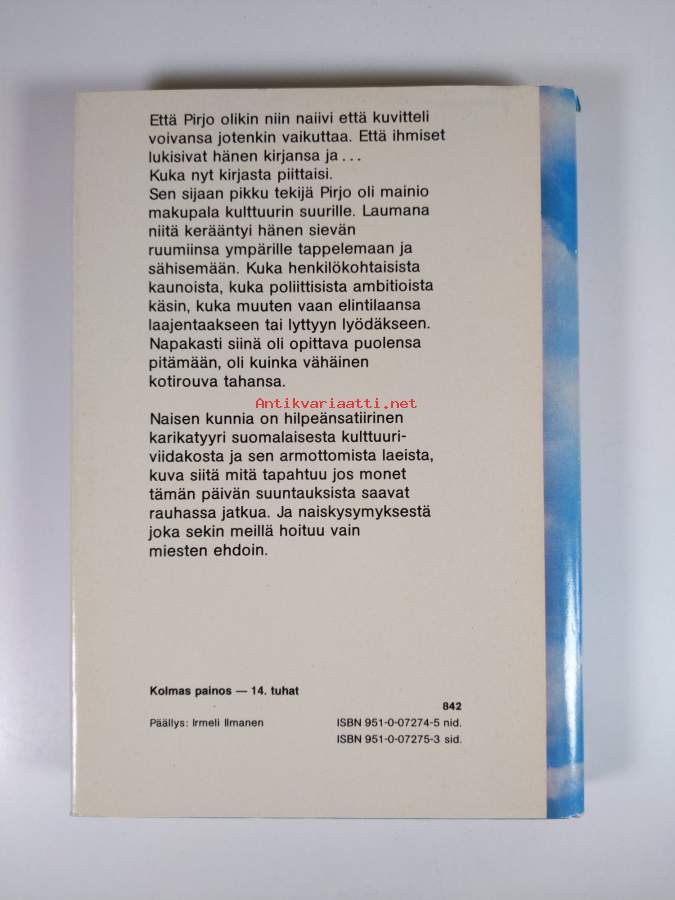 Että Pirjo olikin niin naiivi että kuvitteli
voivansa jotenkin vaikuttaa. Että ihmiset
lukisivat hänen kirjansa ja...
Kuka nyt kirjasta piittaisi.
Sen sijaan pikku tekijä Pirjo oli mainio
makupala kulttuurin suurille. Laumana
niitä kerääntyi hänen sievän
ruumiinsa ympärille tappelemaan ja
sähisemään. Kuka henkilökohtaisista
kaunoista, kuka poliittisista ambitioista
käsin, kuka muuten vaan elintilaansa
laajentaakseen tai lyttyyn lyödäkseen.
Napakasti siinä oli opittava puolensa
pitämään, oli kuinka vähäinen
kotirouva tahansa.
Antikvariaatti.net
Naisen kunnia on hilpeänsatiirinen
karikatyyri suomalaisesta kulttuuri-
viidakosta ja sen armottomista laeista,
kuva siitä mitä tapahtuu jos monet
tämän päivän suuntauksista saavat
rauhassa jatkua. Ja naiskysymyksestä
joka sekin meillä hoituu vain
miesten ehdoin.
Kolmas painos — 14. tuhat
842
Päällys: Irmeli Ilmanen
ISBN 951-0-07274-5 nid.
ISBN 951-0-07275-3 sid.